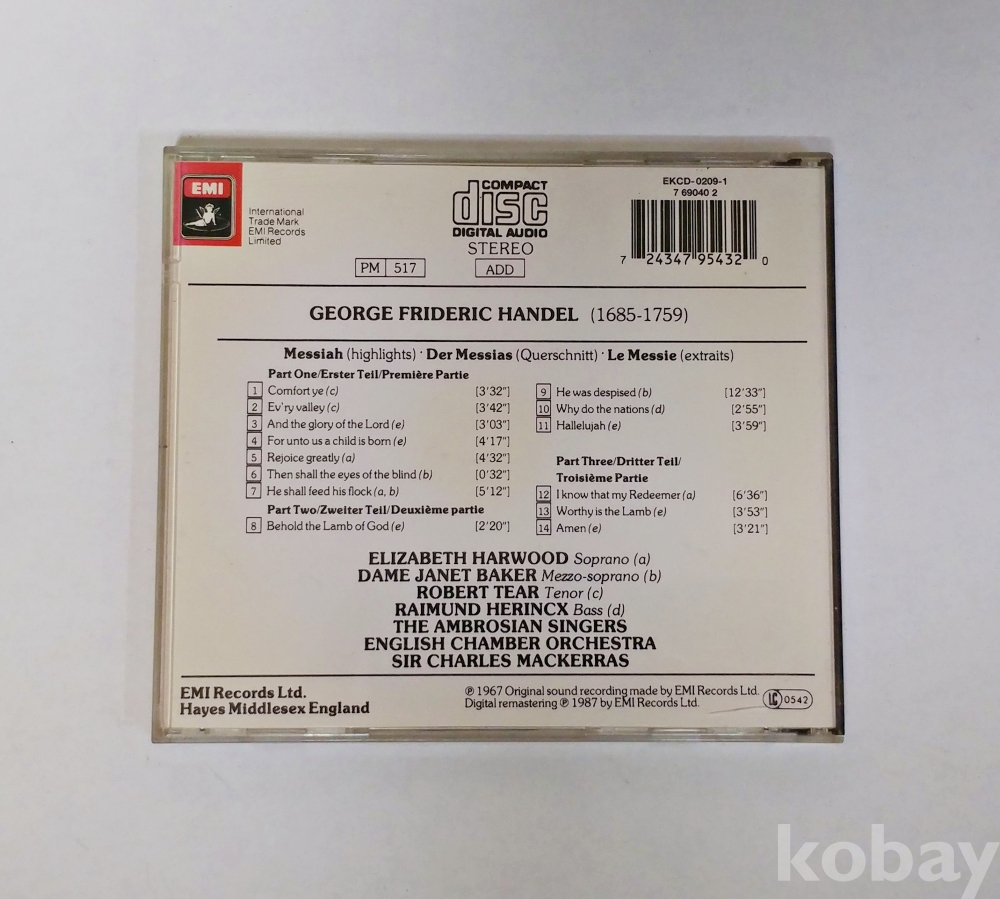 EMI
International
Trade Mark
EMI Records
Limited
COMPACT
disc
DIGITAL AUDIO
STEREO
PM 517
ADD
EKCD-0209-1
7 69040 2
7 24347 95432 0
GEORGE FRIDERIC HANDEL (1685-1759)
Messiah (highlights) · Der Messias (Querschnitt) · Le Messie (extraits)
Part One/Erster Teil/Première Partie
1 Comfort ye (c) [3'32"]
2 Ev'ry valley (c) [3'42"]
3 And the glory of the Lord (e) [3'03"]
4 For unto us a child is born (e) [4'17"]
5 Rejoice greatly (a) [4'32"]
6 Then shall the eyes of the blind (b) [0'32"]
7 He shall feed his flock (a, b) [5'12"]
Part Two/Zweiter Teil/Deuxième partie
8 Behold the Lamb of God (e) [2'20"]
9 He was despised (b) [12'33"]
10 Why do the nations (d) [2'55"]
11 Hallelujah (e) [3'59"]
Part Three/Dritter Teil/
Troisième Partie
12 I know that my Redeemer (a) [6'36"]
13 Worthy is the Lamb (e) [3'53"]
14 Amen (e) [3'21"]
ELIZABETH HARWOOD Soprano (a)
DAME JANET BAKER Mezzo-soprano (b)
ROBERT TEAR Tenor (c)
RAIMUND HERINCX Bass (d)
THE AMBROSIAN SINGERS
ENGLISH CHAMBER ORCHESTRA
SIR CHARLES MACKERRAS
EMI Records Ltd.
Hayes Middlesex England
℗ 1967 Original sound recording made by EMI Records Ltd.
Digital remastering ℗ 1987 by EMI Records Ltd.
LC 0542
kobay